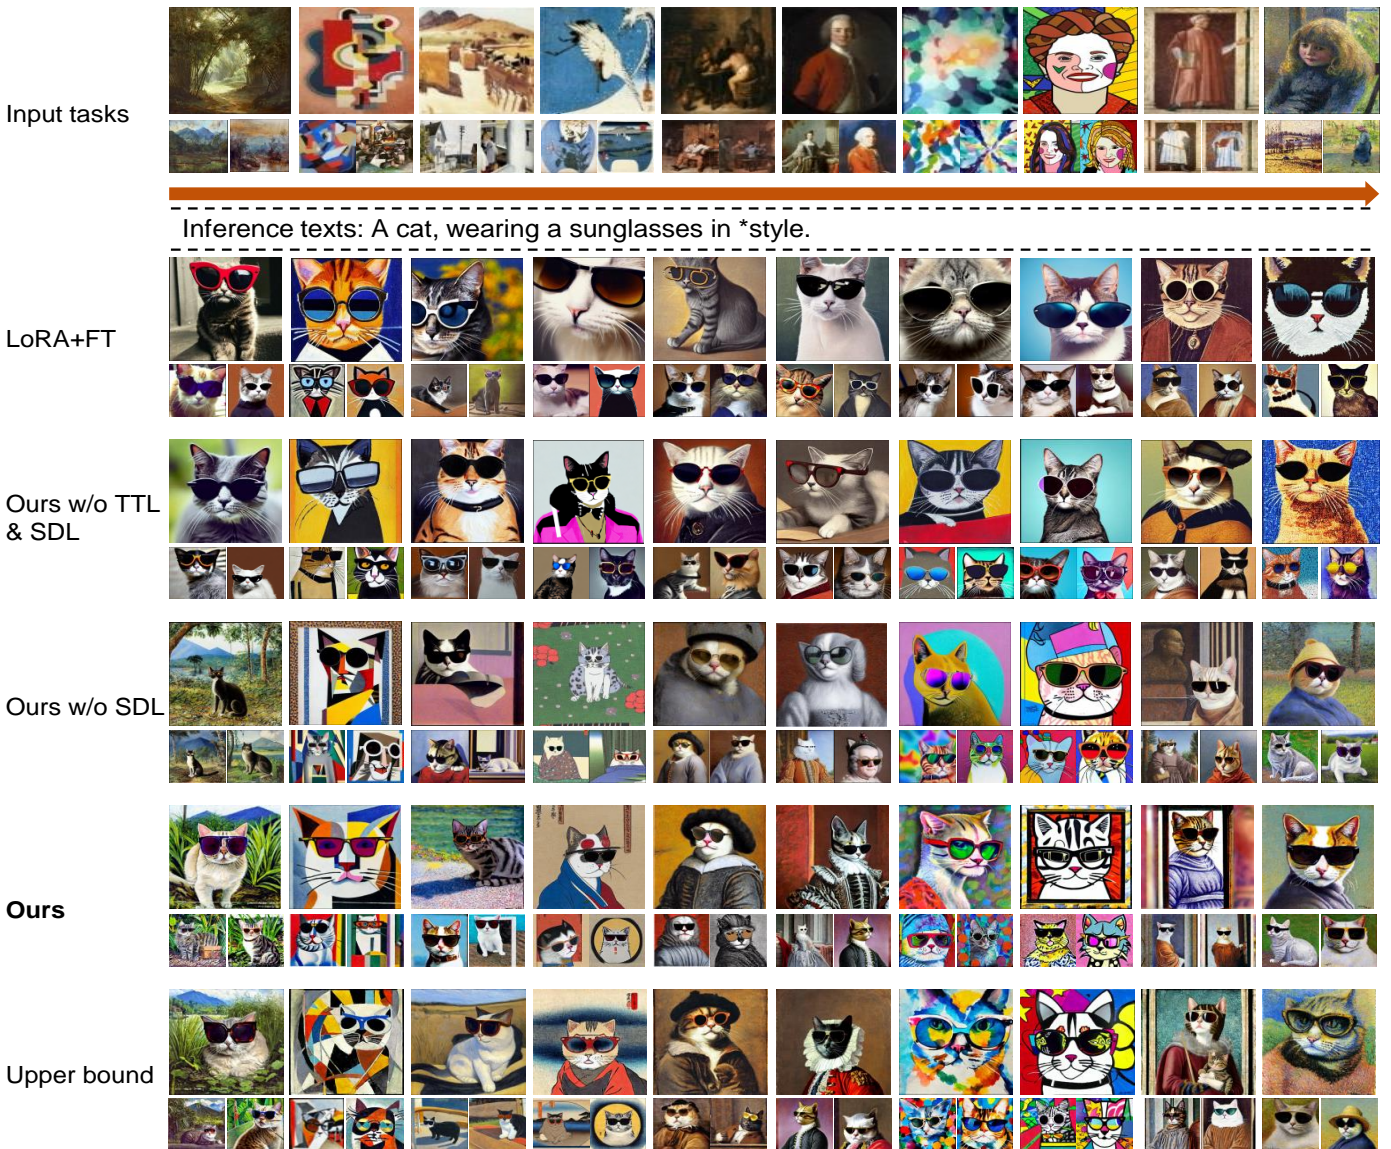 Input tasks
Inference texts: A cat, wearing a sunglasses in *style.
LoRA+FT
Ours w/o TTL
& SDL
Ours w/o SDL
Ours
Upper bound